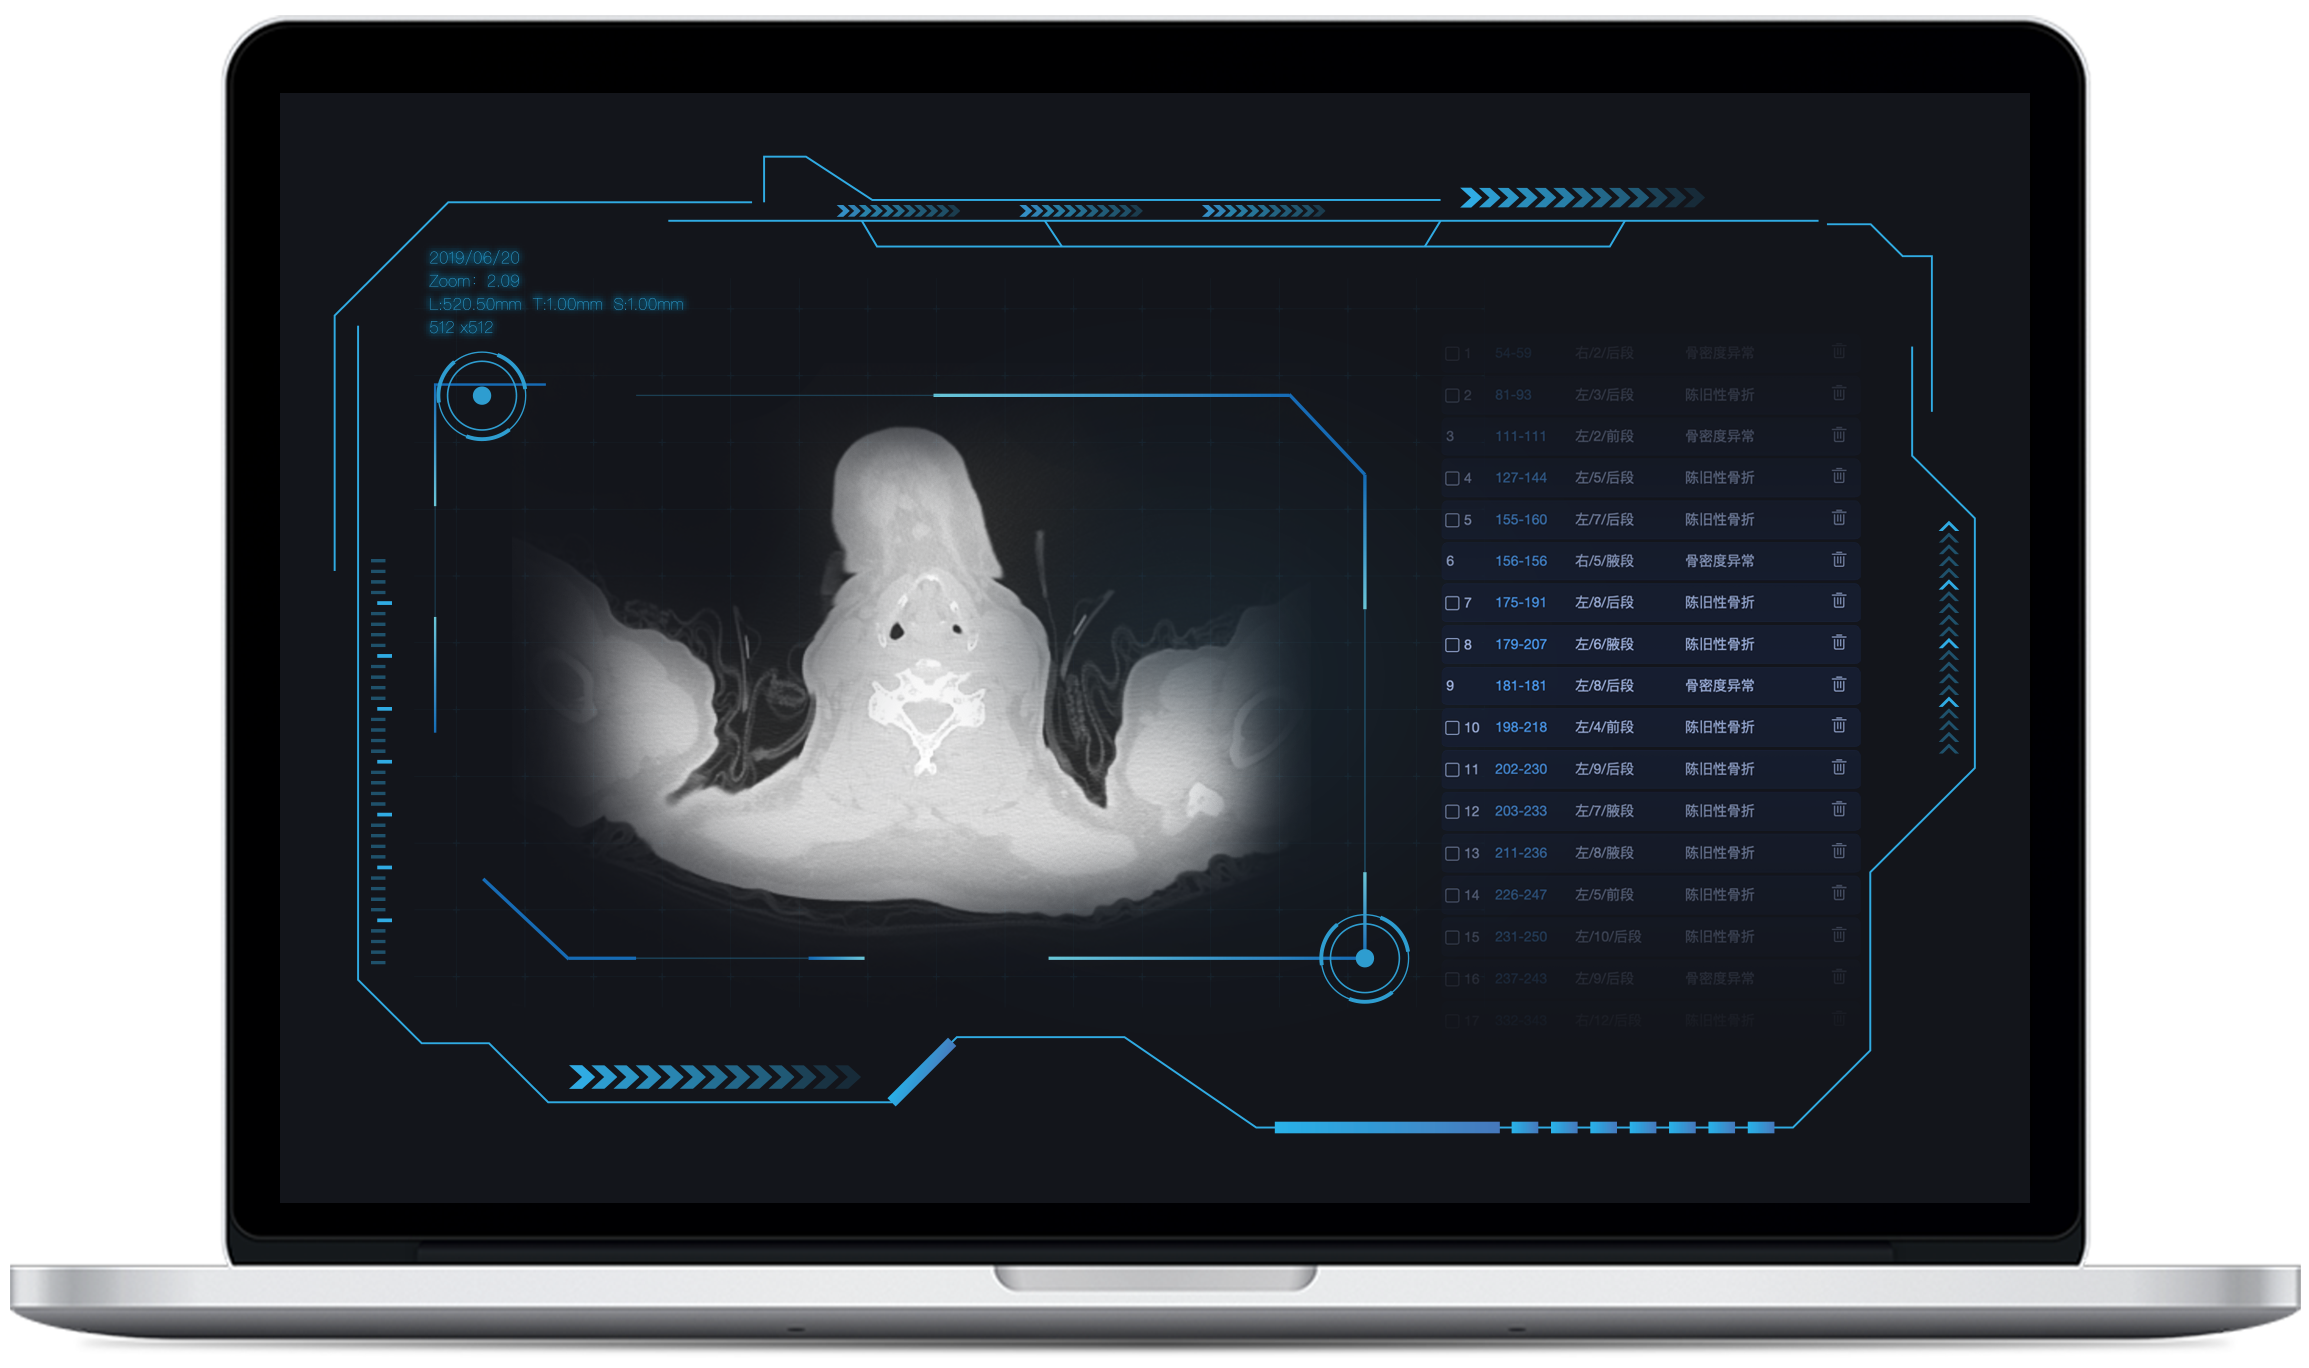 2019/06/20
Zoom: 2.09
L:520.50mm T:1.00mm S:1.00mm
512 x512
1 54-59 右/2/后段 骨密度异常
2 81-93 左/3/后段 陈旧性骨折
3 111-111 左/2/前段 骨密度异常
4 127-144 左/5/后段 陈旧性骨折
5 155-160 左/7/后段 陈旧性骨折
6 156-156 右/5/腋段 骨密度异常
7 175-191 左/8/后段 陈旧性骨折
8 179-207 左/6/腋段 陈旧性骨折
9 181-181 左/8/后段 骨密度异常
10 198-218 左/4/前段 陈旧性骨折
11 202-230 左/9/后段 陈旧性骨折
12 203-233 左/7/腋段 陈旧性骨折
13 211-236 左/8/腋段 陈旧性骨折
14 226-247 左/5/前段 陈旧性骨折
15 231-250 左/10/后段 陈旧性骨折
16 237-243 左/9/后段 骨密度异常
17 右/12/后段 陈旧性骨折